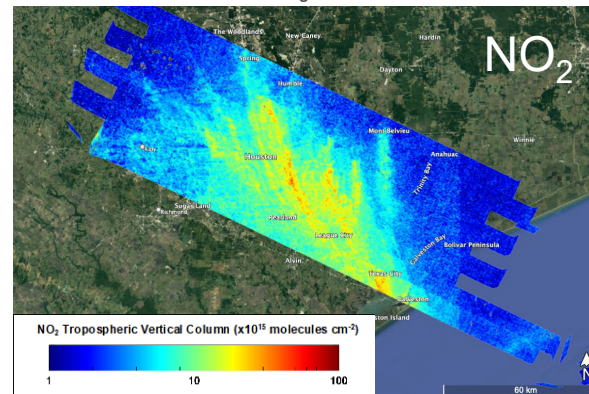 The Woodlands
New Caney
Hardin
NO₂
Spring
Dayton
Humble
Mont Belvieu
Winnie
Katy
Houston
Anahuac
Trinity Bay
Sugar Land
Richmond
Pearland
League City
Galveston Bay
Bolivar Peninsula
Alvin
Texas City
Galveston
ston Island
NO₂ Tropospheric Vertical Column (x10¹⁵ molecules cm⁻²)
1 10 100
N
60 km